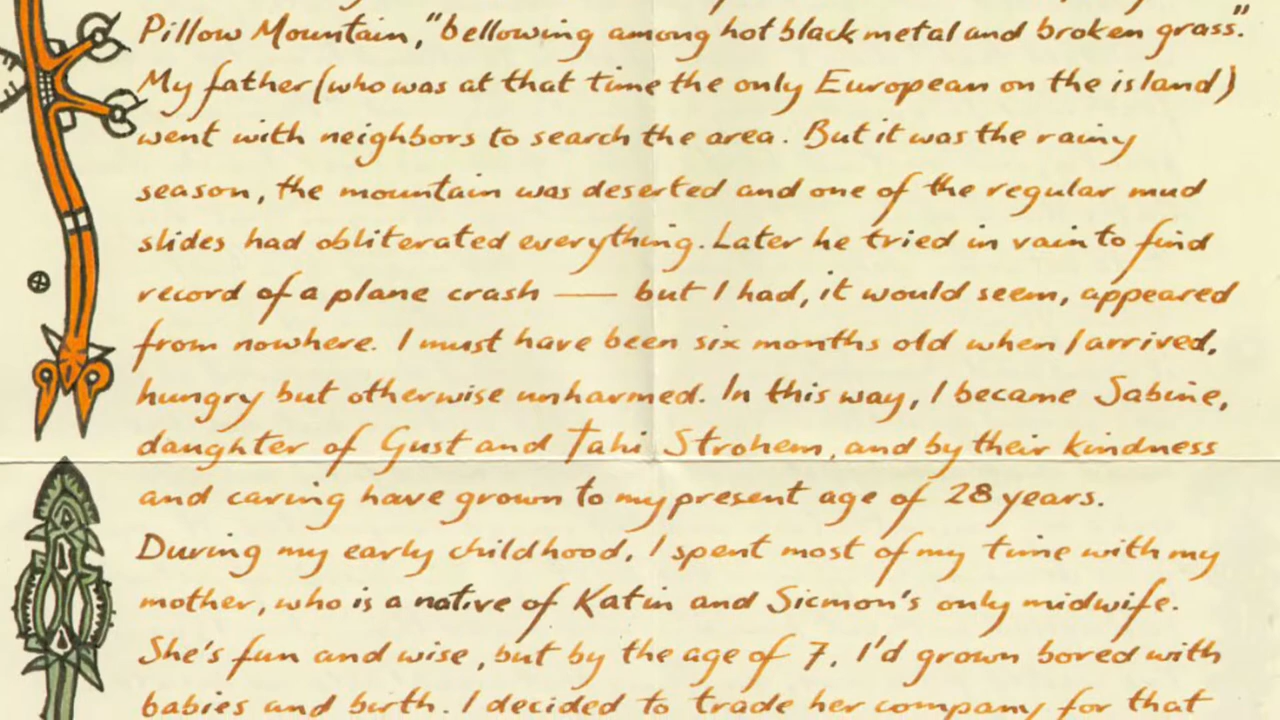 Pillow Mountain, "bellowing among hot black metal and broken grass."
My father (who was at that time the only European on the island)
went with neighbors to search the area. But it was the rainy
season, the mountain was deserted and one of the regular mud
slides had obliterated everything. Later he tried in vain to find
record of a plane crash — but I had, it would seem, appeared
from nowhere. I must have been six months old when I arrived,
hungry but otherwise unharmed. In this way, I became Sabine,
daughter of Gust and Tahi Strohem, and by their kindness
and caring have grown to my present age of 28 years.
During my early childhood, I spent most of my time with my
mother, who is a native of Katin and Sicmon's only midwife.
She's fun and wise, but by the age of 7, I'd grown bored with
babies and birth. I decided to trade her company for that